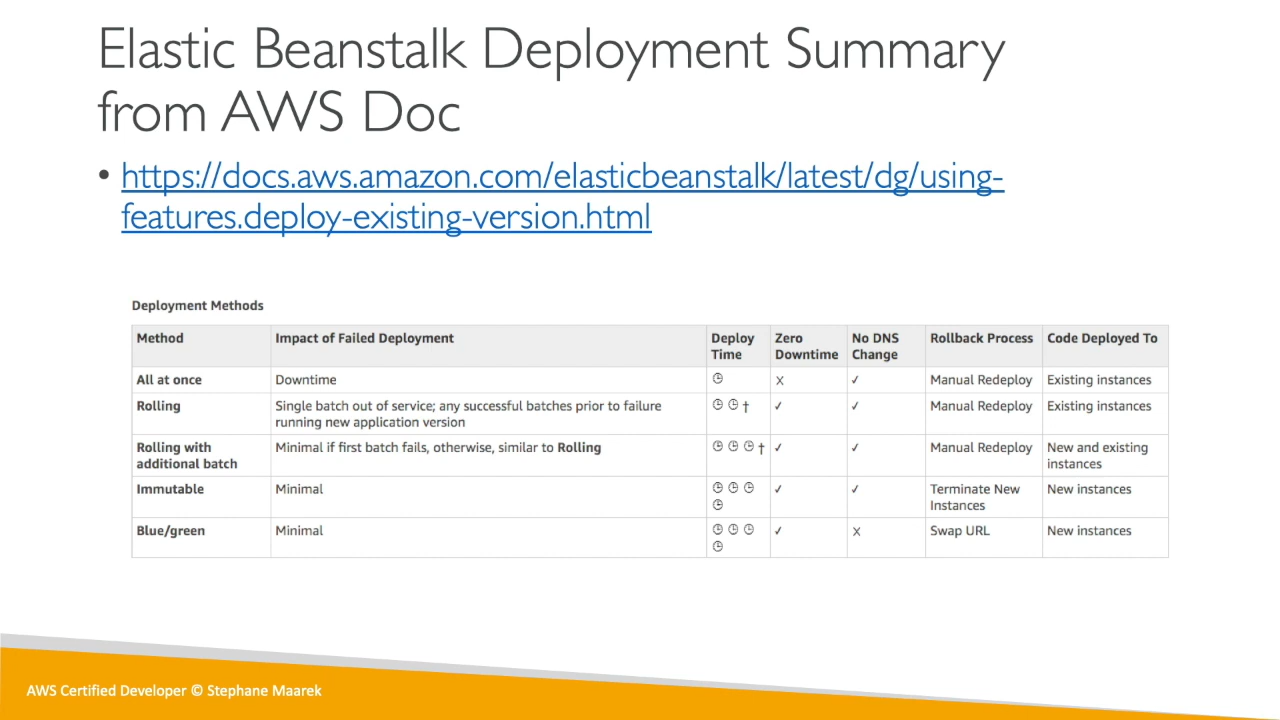 Elastic Beanstalk Deployment Summary
from AWS Doc
• https://docs.aws.amazon.com/elasticbeanstalk/latest/dg/using-
features.deploy-existing-version.html
Deployment Methods
Method Impact of Failed Deployment Deploy Time Zero Downtime No DNS Change Rollback Process Code Deployed To
All at once Downtime 🕒 X ✓ Manual Redeploy Existing instances
Rolling Single batch out of service; any successful batches prior to failure running new application version 🕒 🕒 † ✓ ✓ Manual Redeploy Existing instances
Rolling with additional batch Minimal if first batch fails, otherwise, similar to Rolling 🕒 🕒 🕒 † ✓ ✓ Manual Redeploy New and existing instances
Immutable Minimal 🕒 🕒 🕒 🕒 ✓ ✓ Terminate New Instances New instances
Blue/green Minimal 🕒 🕒 🕒 🕒 ✓ X Swap URL New instances
AWS Certified Developer © Stephane Maarek